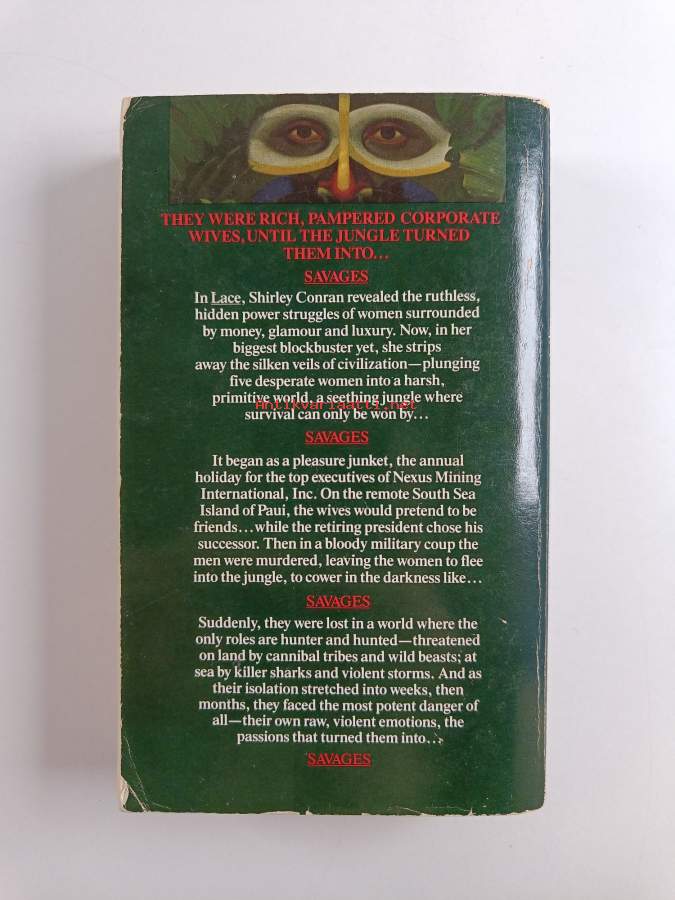 THEY WERE RICH, PAMPERED CORPORATE
WIVES, UNTIL THE JUNGLE TURNED
THEM INTO...
SAVAGES
In Lace, Shirley Conran revealed the ruthless,
hidden power struggles of women surrounded
by money, glamour and luxury. Now, in her
biggest blockbuster yet, she strips
away the silken veils of civilization—plunging
five desperate women into a harsh,
primitive world, a seething jungle where
Antikvariaatti.net
survival can only be won by...
SAVAGES
It began as a pleasure junket, the annual
holiday for the top executives of Nexus Mining
International, Inc. On the remote South Sea
Island of Paui, the wives would pretend to be
friends...while the retiring president chose his
successor. Then in a bloody military coup the
men were murdered, leaving the women to flee
into the jungle, to cower in the darkness like...
SAVAGES
Suddenly, they were lost in a world where the
only roles are hunter and hunted—threatened
on land by cannibal tribes and wild beasts; at
sea by killer sharks and violent storms. And as
their isolation stretched into weeks, then
months, they faced the most potent danger of
all—their own raw, violent emotions, the
passions that turned them into...
SAVAGES